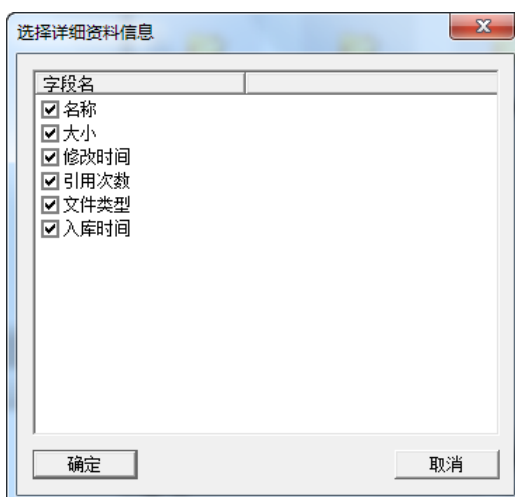 选择详细资料信息
字段名
名称
大小
修改时间
引用次数
文件类型
入库时间
确定
取消